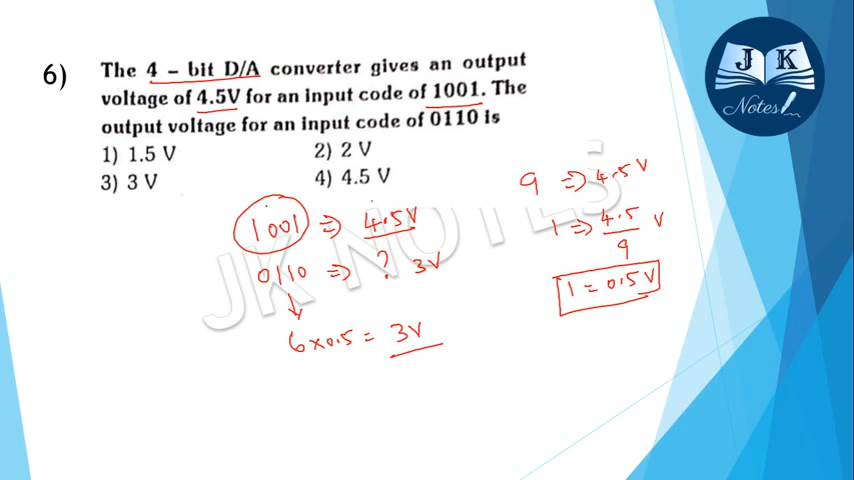 6)
The 4 – bit D/A converter gives an output
voltage of 4.5V for an input code of 1001. The
output voltage for an input code of 0110 is
1) 1.5 V 2) 2 V
3) 3 V 4) 4.5 V
1001 ⇒ 4.5V
0110 ⇒ ? 3V
↓
6 x 0.5 = 3V
9 ⇒ 4.5V
1 ⇒ 4.5/9 V
1 = 0.5V
JK NOTES
J K
Notes